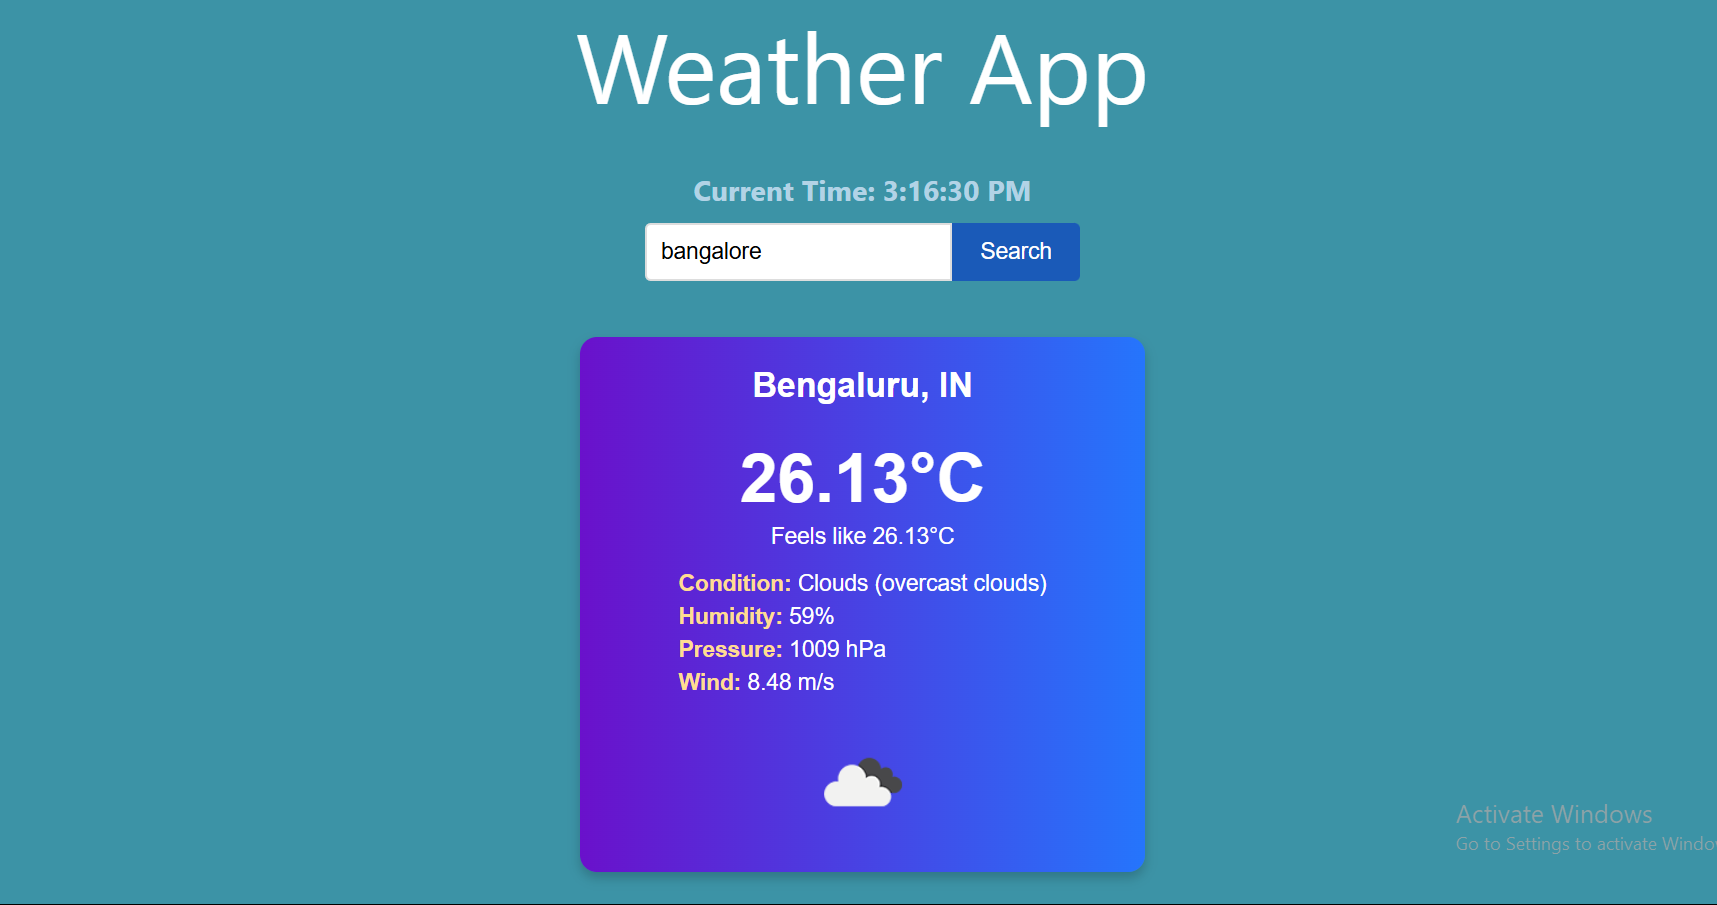 Weather App
Current Time: 3:16:30 PM
bangalore
Search
Bengaluru, IN
26.13°C
Feels like 26.13°C
Condition: Clouds (overcast clouds)
Humidity: 59%
Pressure: 1009 hPa
Wind: 8.48 m/s
Activate Windows
Go to Settings to activate Windo